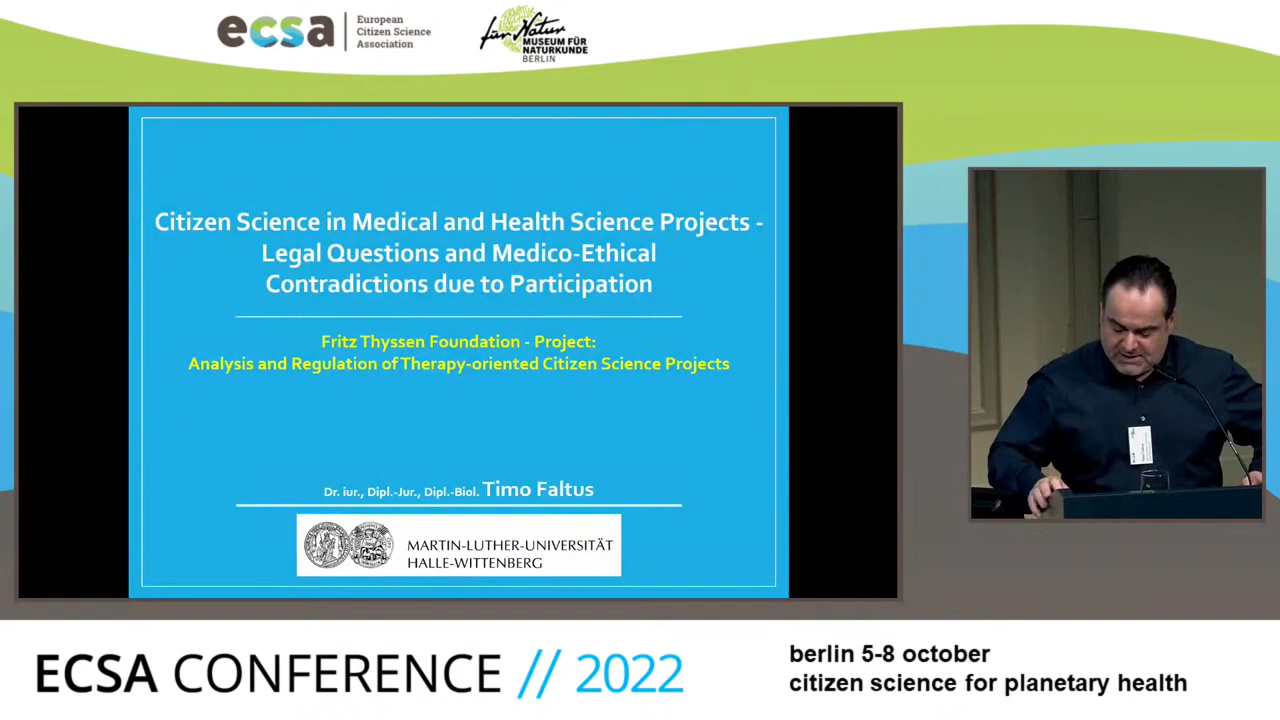 ecsa
European
Citizen Science
Association
für Natur
MUSEUM FÜR
NATURKUNDE
BERLIN
Citizen Science in Medical and Health Science Projects -
Legal Questions and Medico-Ethical
Contradictions due to Participation
Fritz Thyssen Foundation - Project:
Analysis and Regulation of Therapy-oriented Citizen Science Projects
Dr. iur., Dipl.-Jur., Dipl.-Biol. Timo Faltus
MARTIN-LUTHER-UNIVERSITÄT
HALLE-WITTENBERG
ECSA CONFERENCE // 2022
berlin 5-8 october
citizen science for planetary health